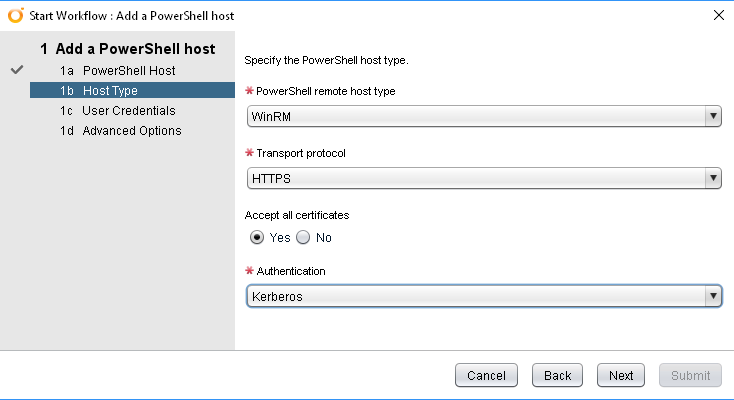 Start Workflow : Add a PowerShell host
1 Add a PowerShell host
1a PowerShell Host
1b Host Type
1c User Credentials
1d Advanced Options
Specify the PowerShell host type.
* PowerShell remote host type
WinRM
* Transport protocol
HTTPS
Accept all certificates
Yes No
* Authentication
Kerberos
Cancel Back Next Submit